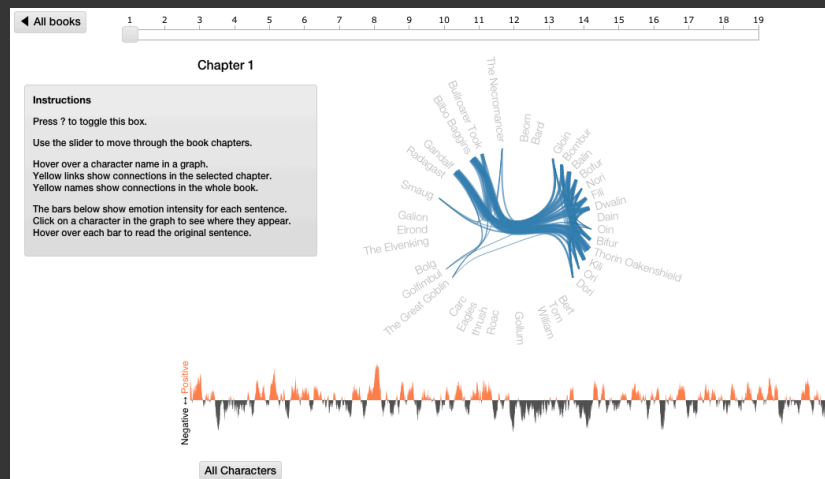 All books
1 2 3 4 5 6 7 8 9 10 11 12 13 14 15 16 17 18 19
Chapter 1
Instructions
Press ? to toggle this box.
Use the slider to move through the book chapters.
Hover over a character name in a graph.
Yellow links show connections in the selected chapter.
Yellow names show connections in the whole book.
The bars below show emotion intensity for each sentence.
Click on a character in the graph to see where they appear.
Hover over each bar to read the original sentence.
The Necromancer
Beorn
Bard
Gloin
Bombur
Balin
Bofur
Nori
Fili
Dwalin
Dain
Oin
Bifur
Thorin Oakenshield
Kili
Ori
Dori
Bert
Tom
William
Gollum
Roac
thrush
Eagles
Carc
The Great Goblin
Golfimbul
Bolg
The Elvenking
Elrond
Galion
Smaug
Radagast
Gandalf
Bilbo Baggins
Bullroarer Took
Negative ↔ Positive
All Characters